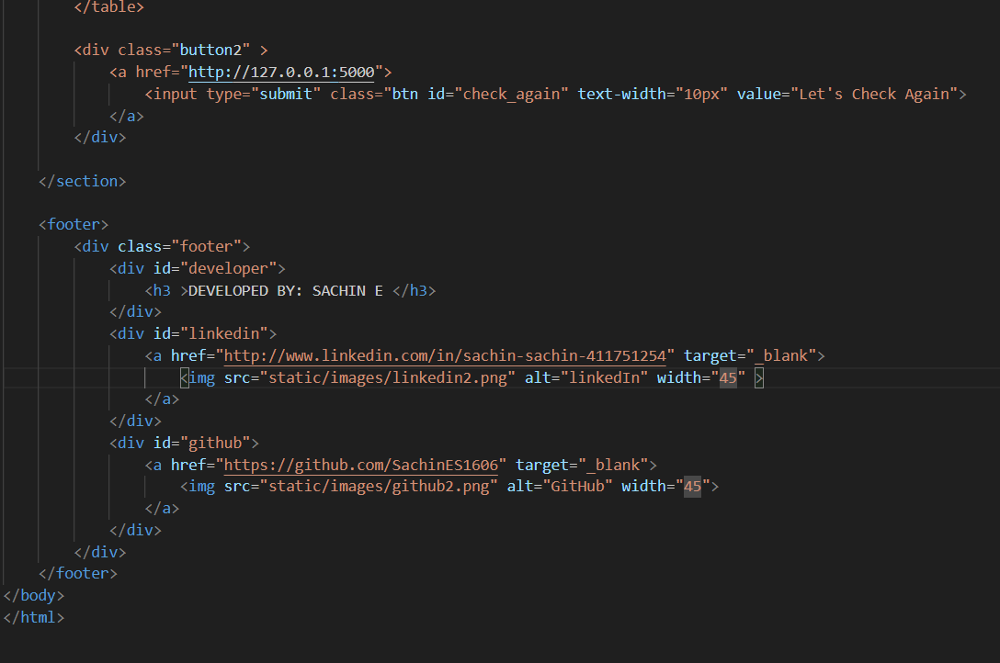 </table>
<div class="button2" >
<a href="http://127.0.0.1:5000">
<input type="submit" class="btn id="check_again" text-width="10px" value="Let's Check Again">
</a>
</div>
</section>
<footer>
<div class="footer">
<div id="developer">
<h3 >DEVELOPED BY: SACHIN E </h3>
</div>
<div id="linkedin">
<a href="http://www.linkedin.com/in/sachin-sachin-411751254" target="_blank">
<img src="static/images/linkedin2.png" alt="linkedIn" width="45" >
</a>
</div>
<div id="github">
<a href="https://github.com/SachinES1606" target="_blank">
<img src="static/images/github2.png" alt="GitHub" width="45">
</a>
</div>
</div>
</footer>
</body>
</html>